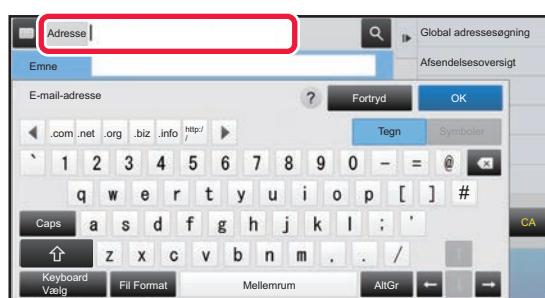 Adresse
Global adressesøgning
Emne
Afsendelsesoversigt
E-mail-adresse
? Fortryd OK
.com .net .org .biz .info http:// Tegn Symboler
` 1 2 3 4 5 6 7 8 9 0 - = @
q w e r t y u i o p [ ] #
Caps a s d f g h j k l ; ' CA
z x c v b n m . . /
Keyboard Vælg Fil Format Mellemrum AltGr